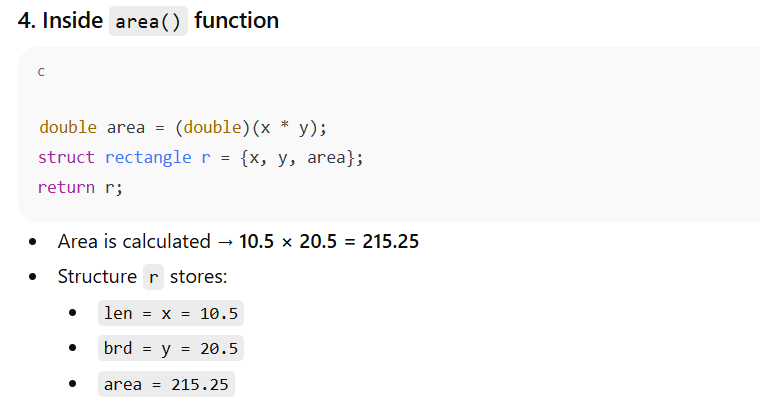 4. Inside area() function
c
double area = (double)(x * y);
struct rectangle r = {x, y, area};
return r;
• Area is calculated → 10.5 × 20.5 = 215.25
• Structure r stores:
• len = x = 10.5
• brd = y = 20.5
• area = 215.25